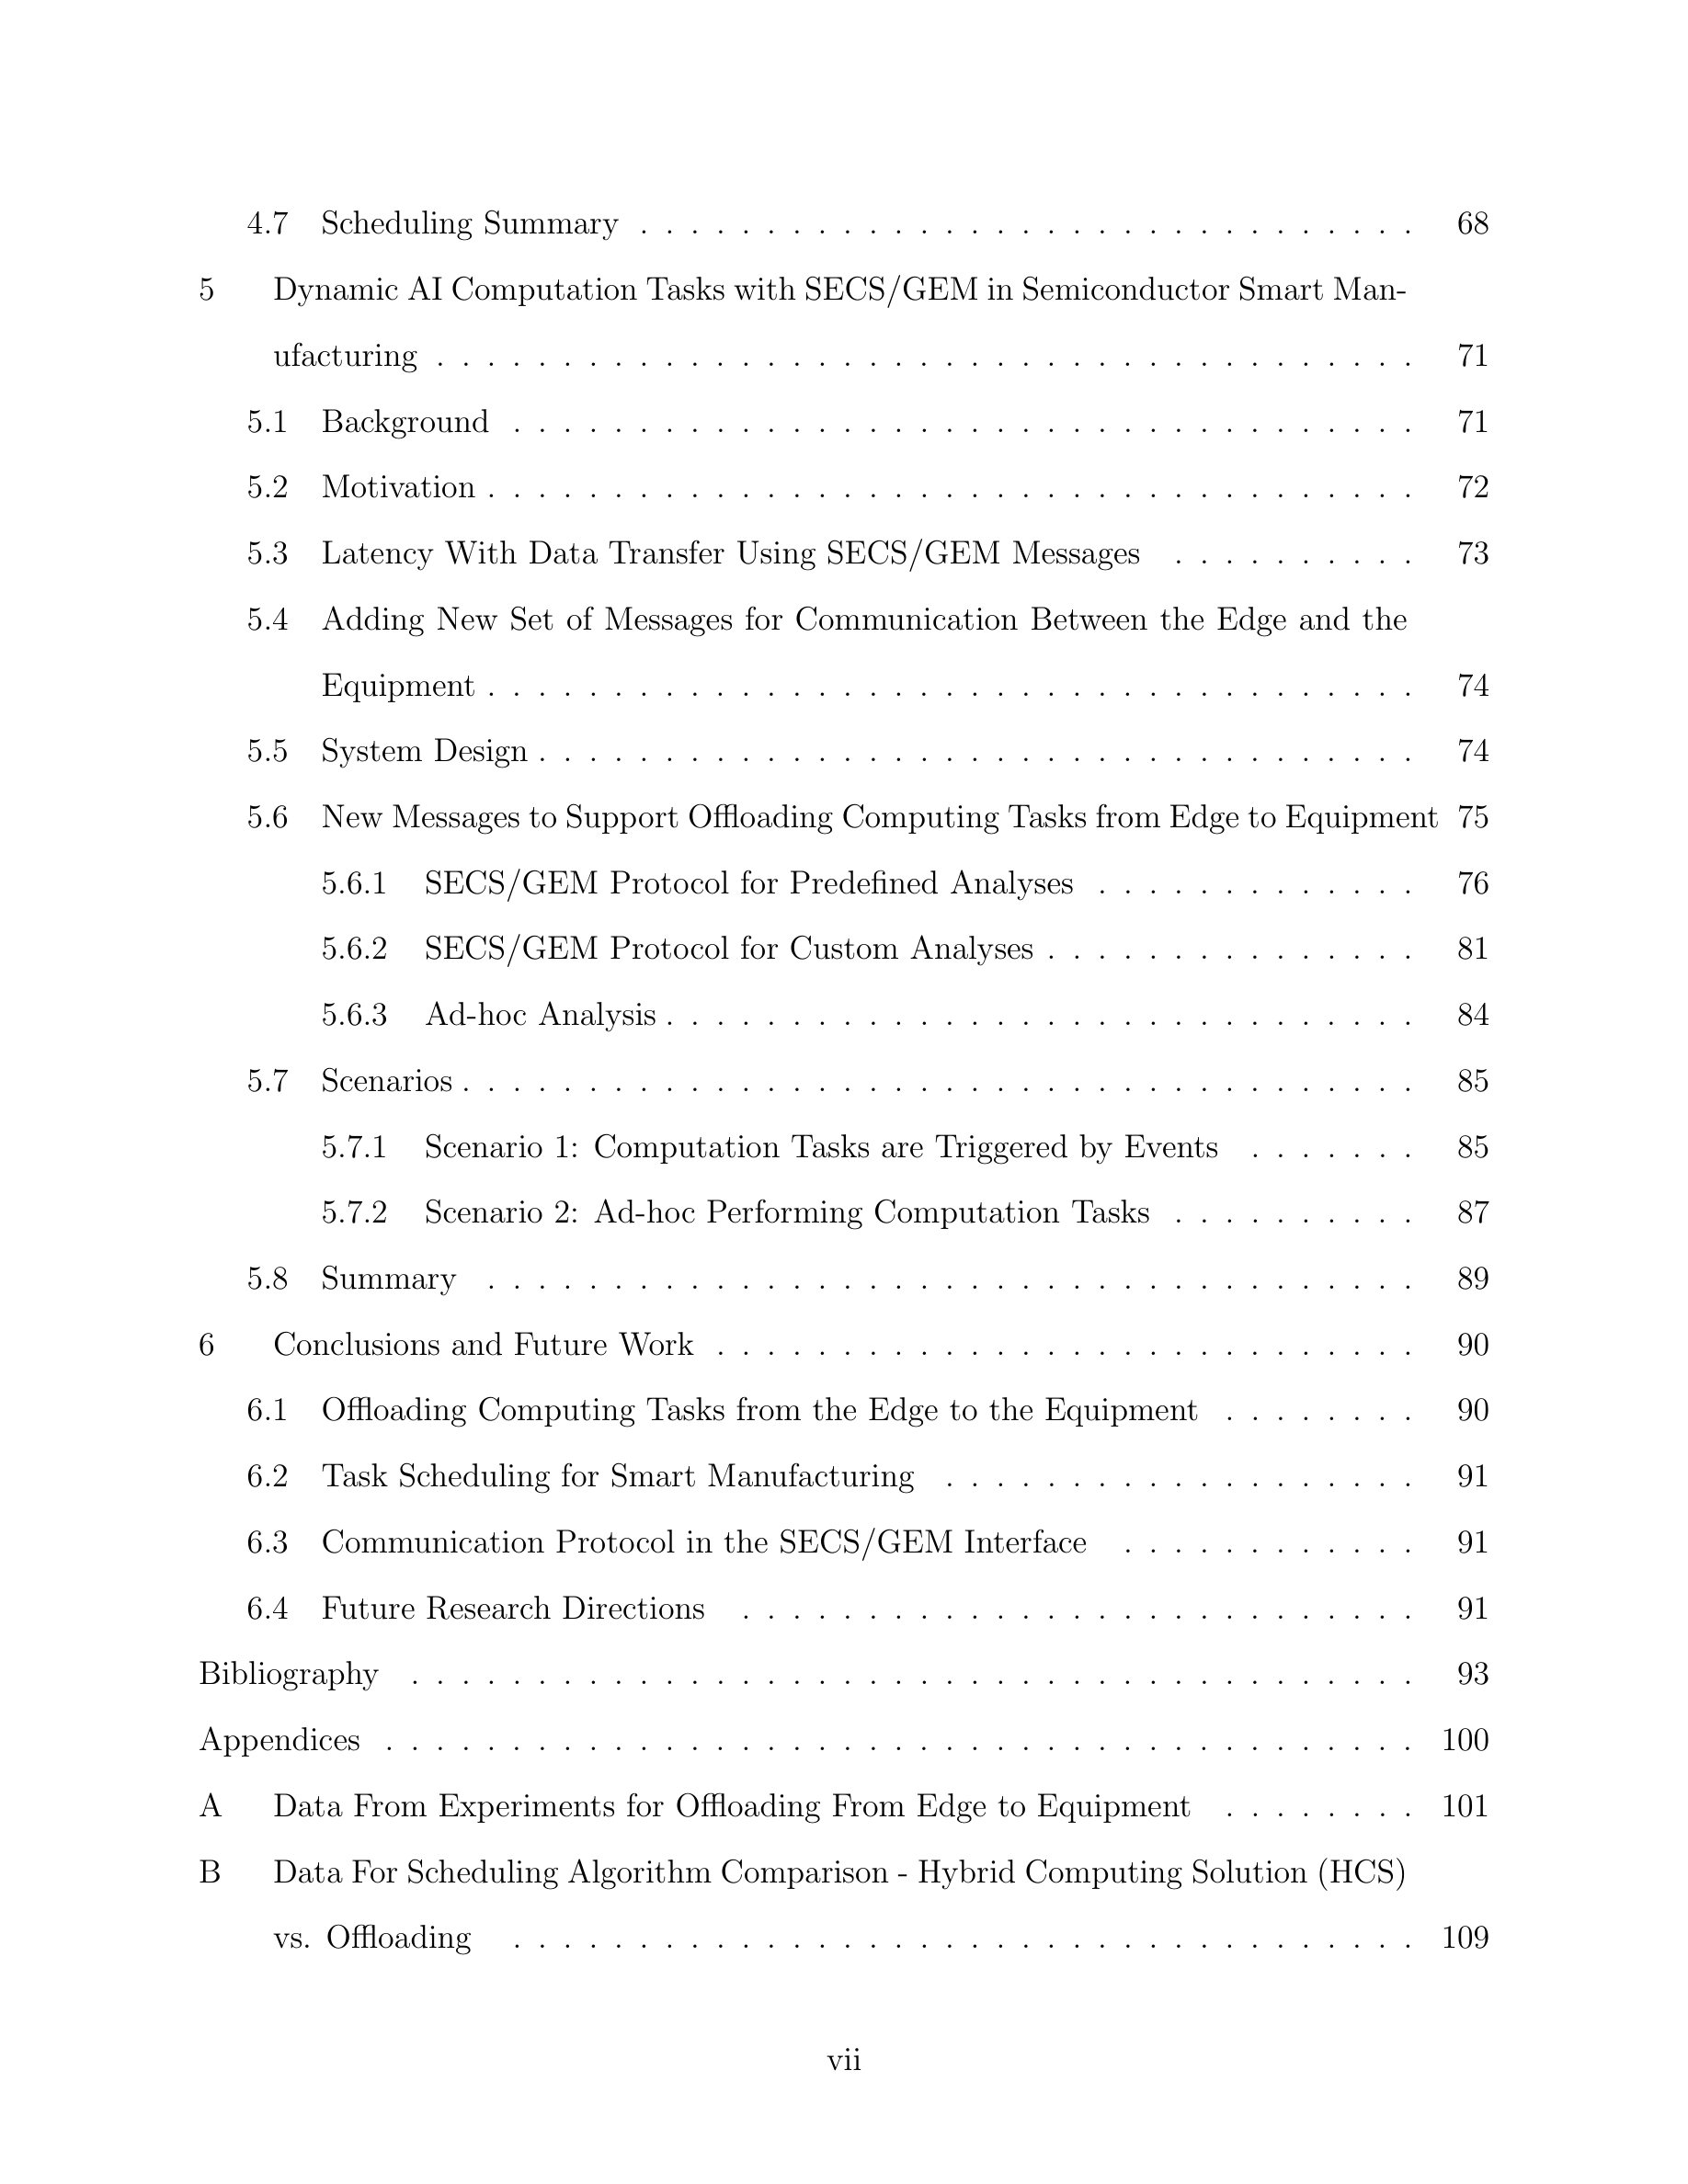 4.7 Scheduling Summary . . . . . . . . . . . . . . . . . . . . . . . . . . . . . . . 68
5 Dynamic AI Computation Tasks with SECS/GEM in Semiconductor Smart Man-
ufacturing . . . . . . . . . . . . . . . . . . . . . . . . . . . . . . . . . . . . . . . 71
5.1 Background . . . . . . . . . . . . . . . . . . . . . . . . . . . . . . . . . . . . 71
5.2 Motivation . . . . . . . . . . . . . . . . . . . . . . . . . . . . . . . . . . . . . 72
5.3 Latency With Data Transfer Using SECS/GEM Messages . . . . . . . . . . 73
5.4 Adding New Set of Messages for Communication Between the Edge and the
Equipment . . . . . . . . . . . . . . . . . . . . . . . . . . . . . . . . . . . . . 74
5.5 System Design . . . . . . . . . . . . . . . . . . . . . . . . . . . . . . . . . . . 74
5.6 New Messages to Support Offloading Computing Tasks from Edge to Equipment 75
5.6.1 SECS/GEM Protocol for Predefined Analyses . . . . . . . . . . . . . 76
5.6.2 SECS/GEM Protocol for Custom Analyses . . . . . . . . . . . . . . . 81
5.6.3 Ad-hoc Analysis . . . . . . . . . . . . . . . . . . . . . . . . . . . . . . 84
5.7 Scenarios . . . . . . . . . . . . . . . . . . . . . . . . . . . . . . . . . . . . . . 85
5.7.1 Scenario 1: Computation Tasks are Triggered by Events . . . . . . . 85
5.7.2 Scenario 2: Ad-hoc Performing Computation Tasks . . . . . . . . . . 87
5.8 Summary . . . . . . . . . . . . . . . . . . . . . . . . . . . . . . . . . . . . . 89
6 Conclusions and Future Work . . . . . . . . . . . . . . . . . . . . . . . . . . . . 90
6.1 Offloading Computing Tasks from the Edge to the Equipment . . . . . . . . 90
6.2 Task Scheduling for Smart Manufacturing . . . . . . . . . . . . . . . . . . . 91
6.3 Communication Protocol in the SECS/GEM Interface . . . . . . . . . . . . 91
6.4 Future Research Directions . . . . . . . . . . . . . . . . . . . . . . . . . . . 91
Bibliography . . . . . . . . . . . . . . . . . . . . . . . . . . . . . . . . . . . . . . . . 93
Appendices . . . . . . . . . . . . . . . . . . . . . . . . . . . . . . . . . . . . . . . . . 100
A Data From Experiments for Offloading From Edge to Equipment . . . . . . . . 101
B Data For Scheduling Algorithm Comparison - Hybrid Computing Solution (HCS)
vs. Offloading . . . . . . . . . . . . . . . . . . . . . . . . . . . . . . . . . . . . 109
vii